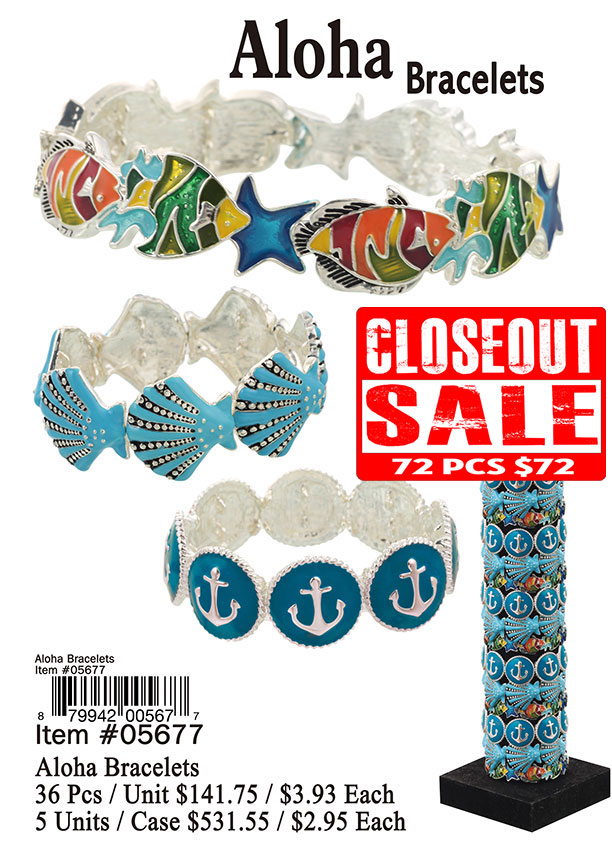 Aloha Bracelets
CLOSEOUT
SALE
72 PCS $72
Aloha Bracelets
Item #05677
8 79942 00567 7
Item #05677
Aloha Bracelets
36 Pcs / Unit $141.75 / $3.93 Each
5 Units / Case $531.55 / $2.95 Each